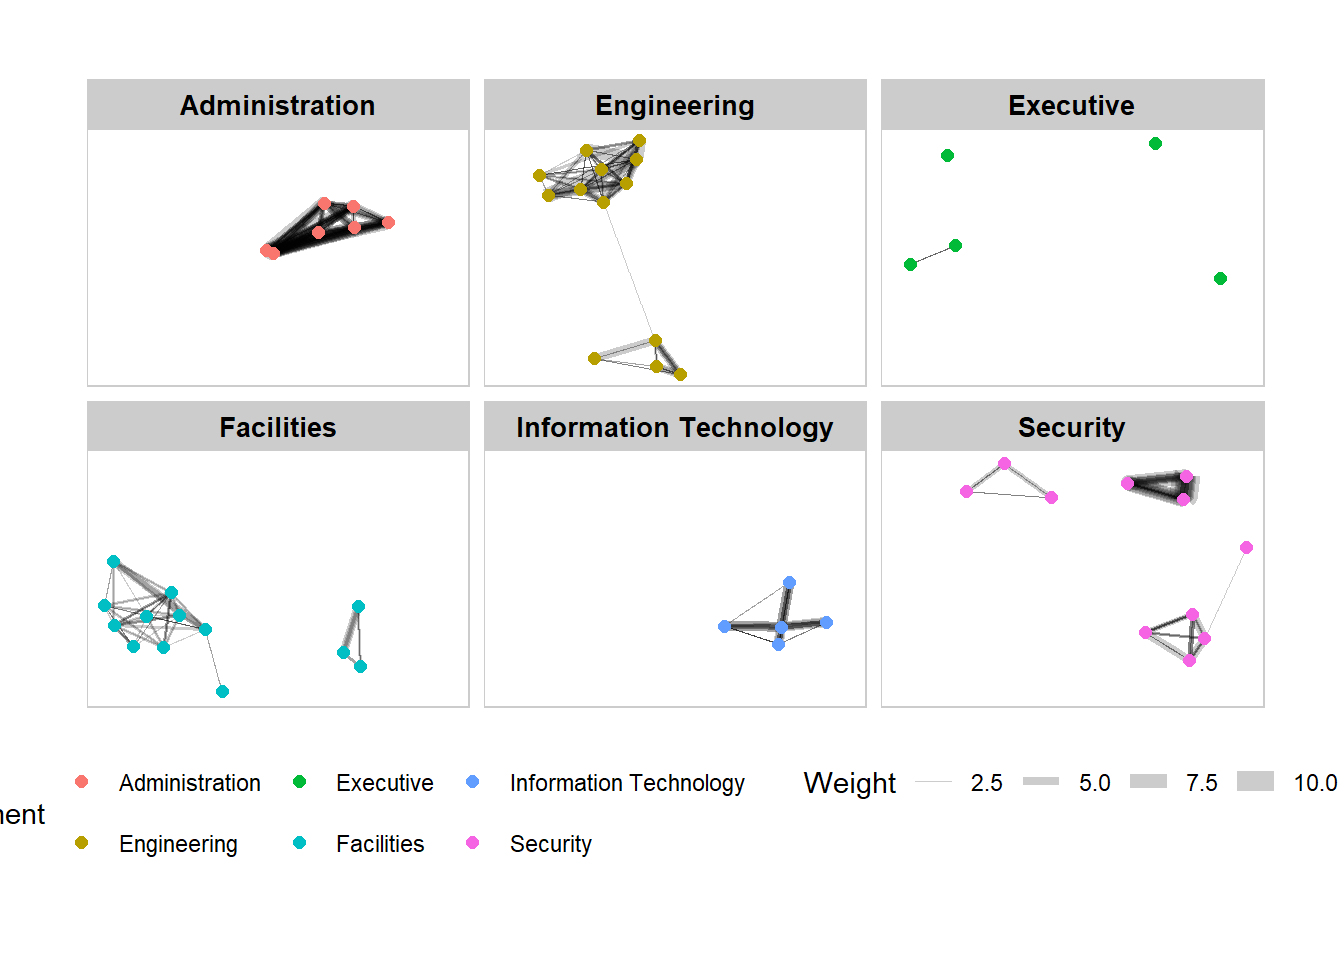 Administration
Engineering
Executive
Facilities
Information Technology
Security
Administration
Executive
Information Technology
Weight
2.5
5.0
7.5
10.0
Engineering
Facilities
Security